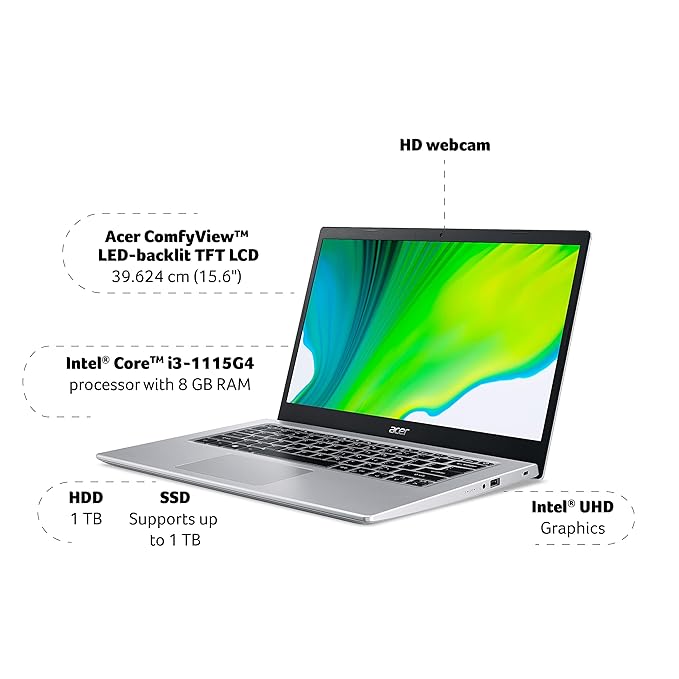 HD webcam
Acer ComfyView™
LED-backlit TFT LCD
39.624 cm (15.6")
Intel® Core™ i3-1115G4
processor with 8 GB RAM
acer
HDD
1 TB
SSD
Supports up
to 1 TB
Intel® UHD
Graphics